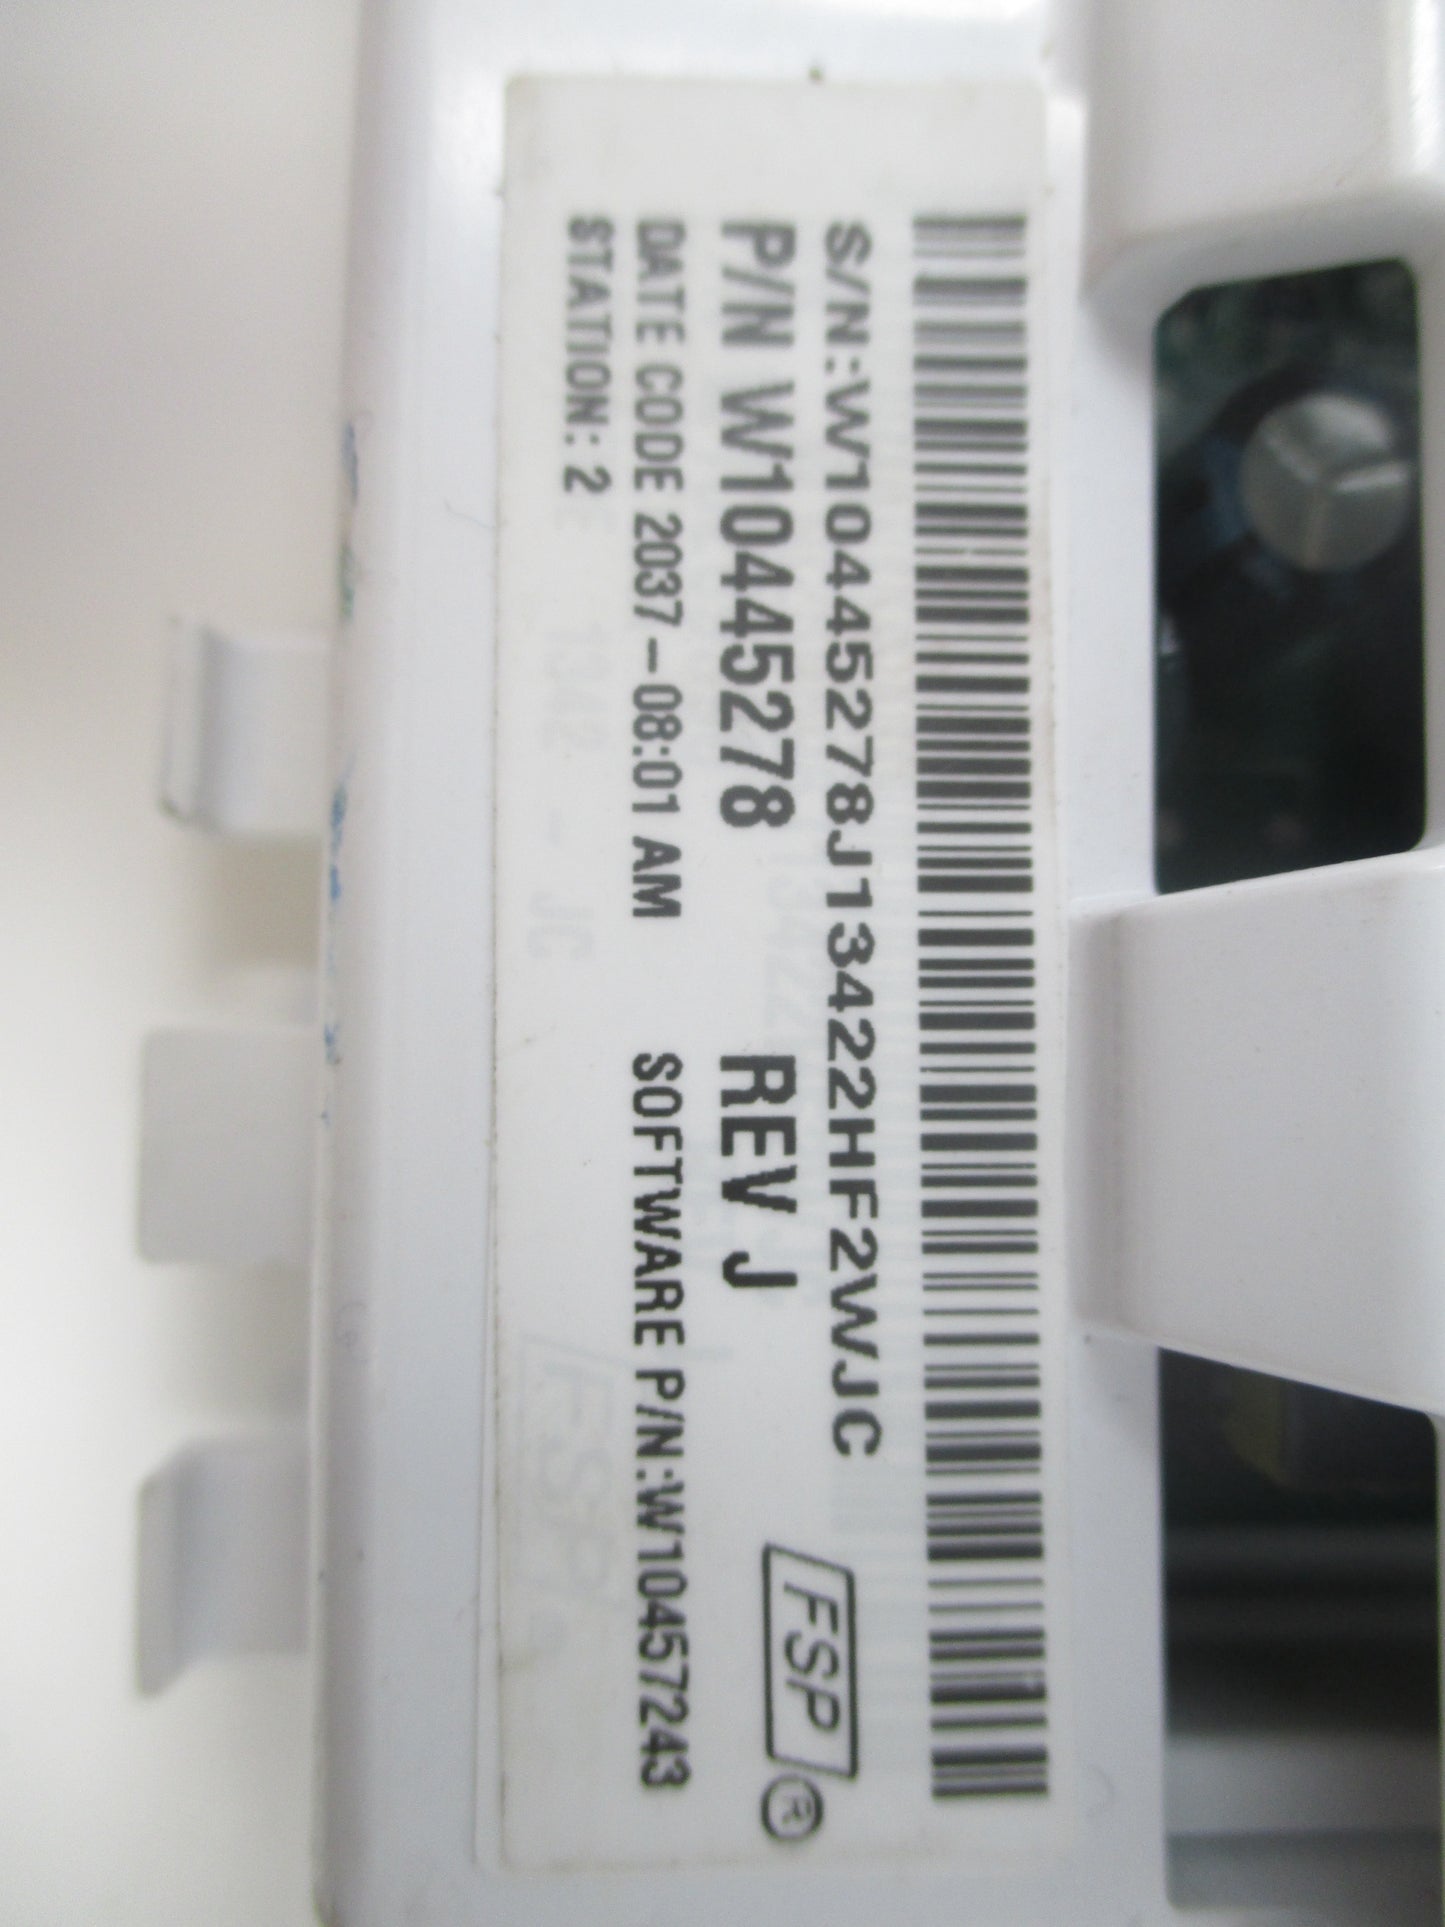 S/N:W10445278J13422HF2WJC
P/N W10445278 REV J
FSP ®
DATE CODE 2037-08:01 AM SOFTWARE P/N:W10457243
STATION: 2